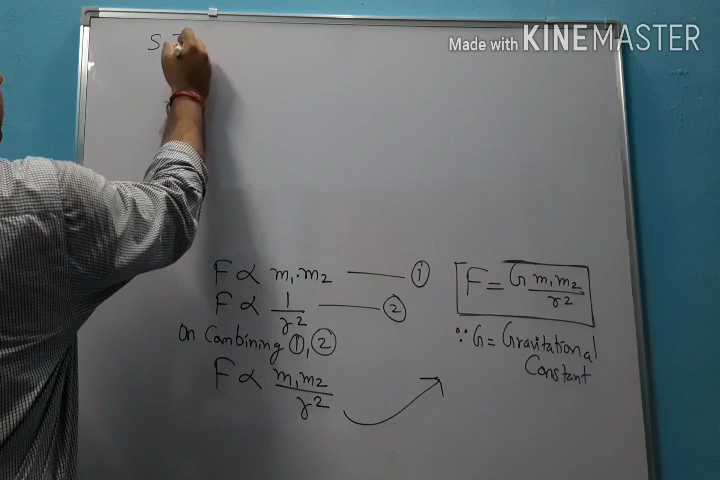 Made with KINEMASTER
S
F ∝ m₁.m₂ ——— ①
F ∝ 1/r² ——— ②
On Combining ①, ②
F ∝ m₁m₂/r²
F = G m₁m₂/r²
∵ G = Gravitational
Constant